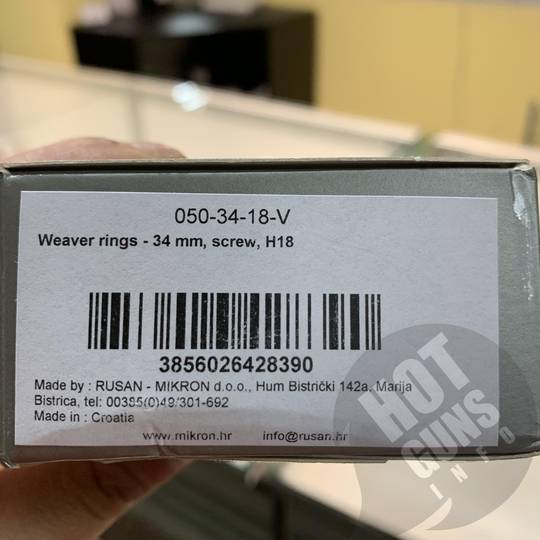 050-34-18-V
Weaver rings - 34 mm, screw, H18
3856026428390
Made by : RUSAN - MIKRON d.o.o., Hum Bistrički 142a, Marija
Bistrica, tel: 00385(0)49/301-692
Made in : Croatia
www.mikron.hr info@rusan.hr
HOT
GUNS
INFO